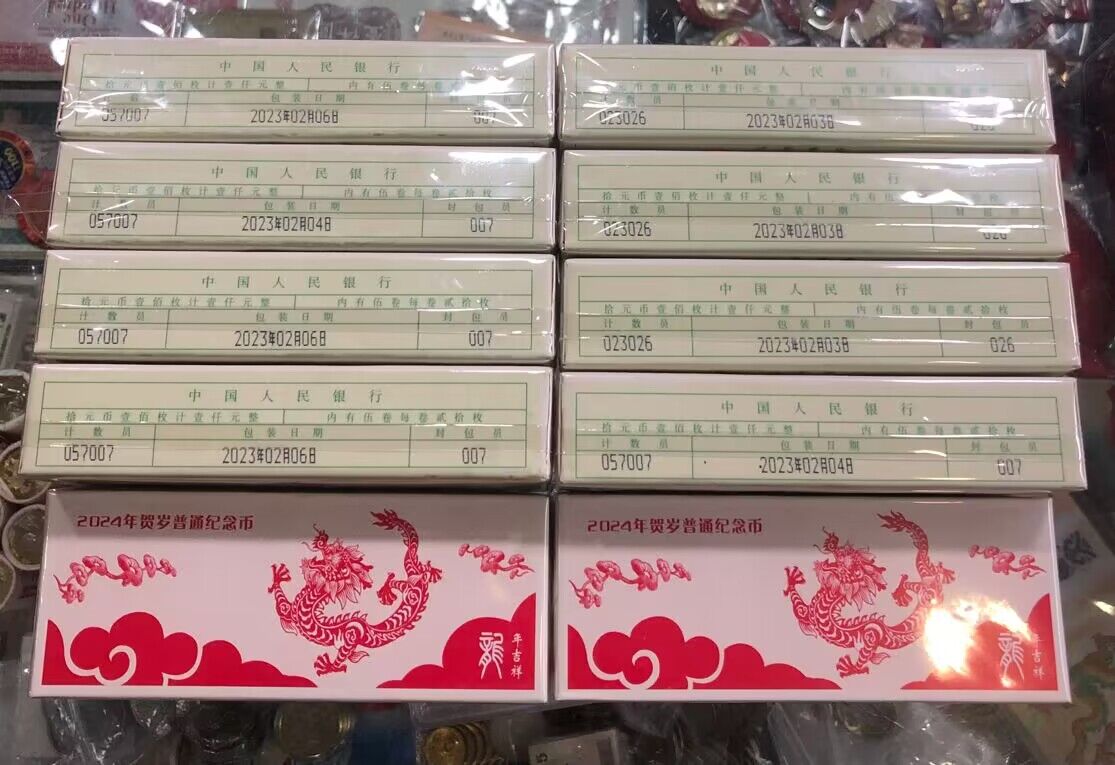 中国人民银行
壹佰枚计壹仟元整 内有伍卷
包装日期
057007 2023年02月06日 007
中国人民银行
包装日期
023026 2023年02月03日
中国人民银行
拾元币壹佰枚计壹仟元整 内有伍卷每卷贰拾枚
计数员 包装日期 封包员
057007 2023年02月04日 007
中国人民银行
拾元币壹佰枚计壹仟元整
计数员 包装日期 封包员
023026 2023年02月03日 026
中国人民银行
拾元币壹佰枚计壹仟元整 内有伍卷每卷贰拾枚
计数员 包装日期 封包员
057007 2023年02月06日 007
中国人民银行
拾元币壹佰枚计壹仟元整 内有伍卷每卷贰拾枚
计数员 包装日期 封包员
023026 2023年02月03日 026
中国人民银行
拾元币壹佰枚计壹仟元整 内有伍卷每卷贰拾枚
计数员 包装日期 封包员
057007 2023年02月06日 007
中国人民银行
拾元币壹佰枚计壹仟元整 内有伍卷每卷贰拾枚
计数员 包装日期 封包员
057007 2023年02月04日 007
2024年贺岁普通纪念币
龍
年吉祥
2024年贺岁普通纪念币
龍
年吉祥